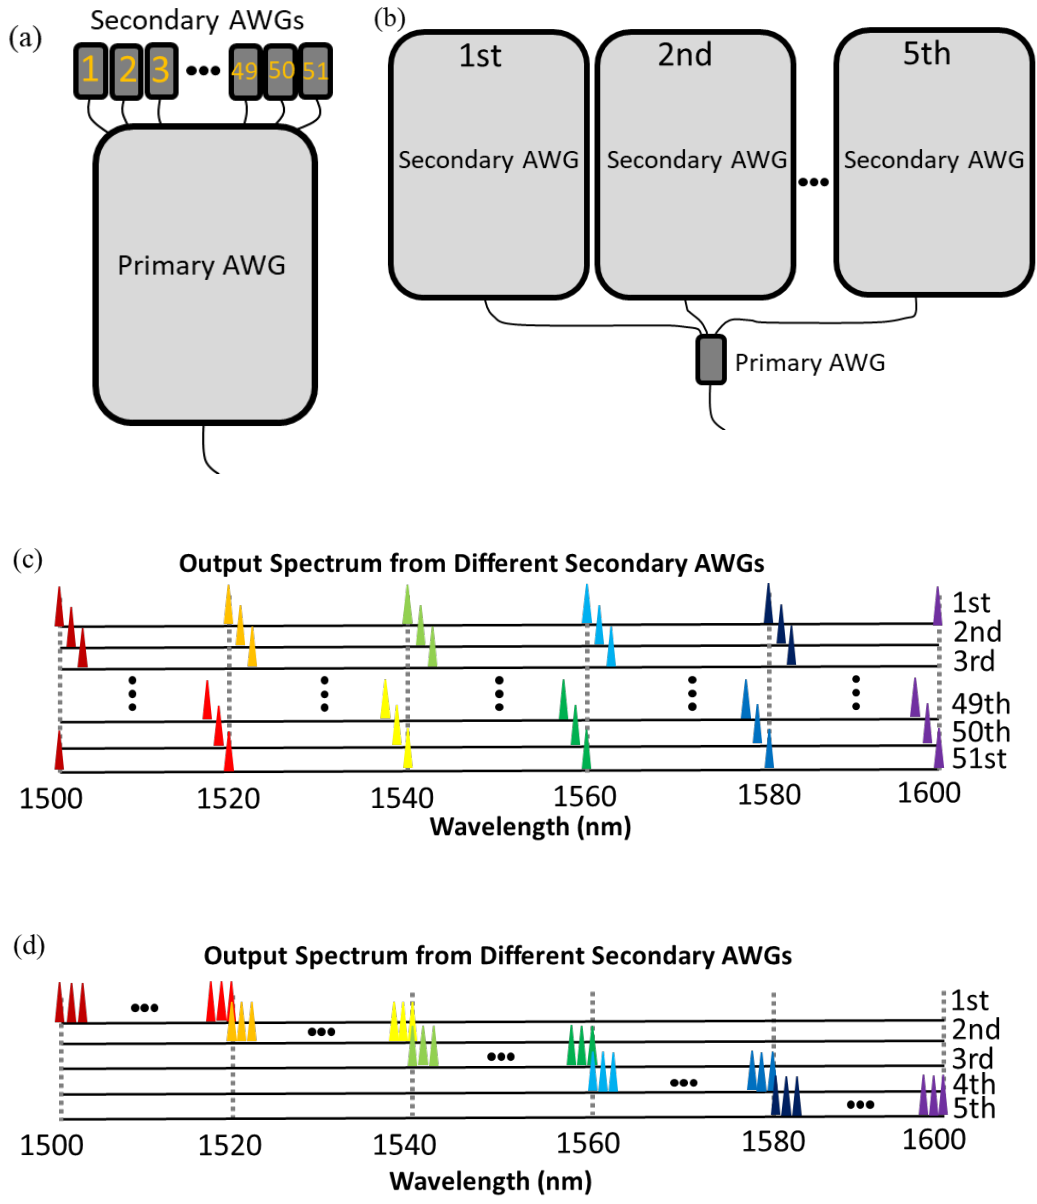 (a)
Secondary AWGs
1 2 3 49 50 51
Primary AWG
(b)
1st 2nd 5th
Secondary AWG Secondary AWG Secondary AWG
Primary AWG
(c)
Output Spectrum from Different Secondary AWGs
1st
2nd
3rd
49th
50th
51st
1500 1520 1540 1560 1580 1600
Wavelength (nm)
(d)
Output Spectrum from Different Secondary AWGs
1st
2nd
3rd
4th
5th
1500 1520 1540 1560 1580 1600
Wavelength (nm)